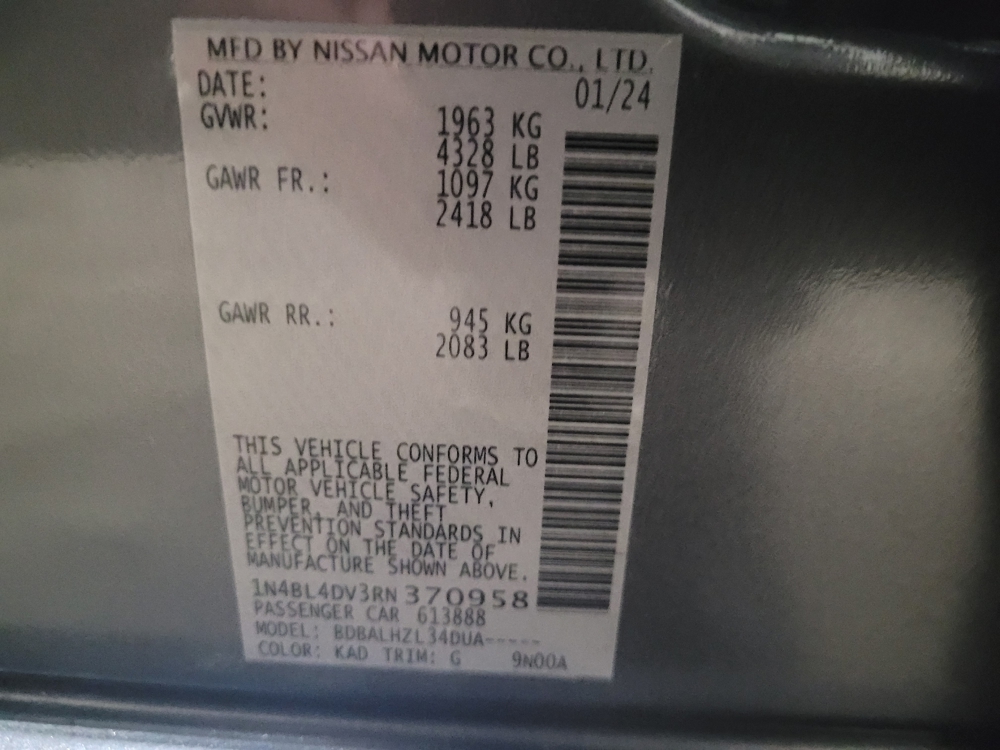 MFD BY NISSAN MOTOR CO., LTD.
DATE: 01/24
GVWR: 1963 KG
4328 LB
GAWR FR.: 1097 KG
2418 LB
GAWR RR.: 945 KG
2083 LB
THIS VEHICLE CONFORMS TO
ALL APPLICABLE FEDERAL
MOTOR VEHICLE SAFETY,
BUMPER, AND THEFT
PREVENTION STANDARDS IN
EFFECT ON THE DATE OF
MANUFACTURE SHOWN ABOVE.
1N4BL4DV3RN370958
PASSENGER CAR 613888
MODEL: BDBALHZL34DUA-----
COLOR: KAD TRIM: G 9N00A